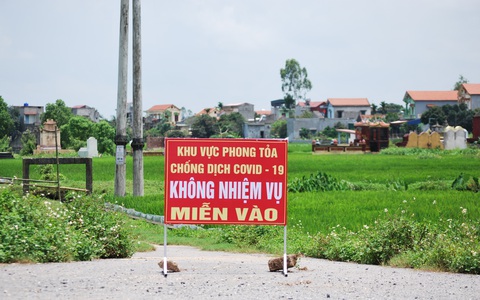 KHU VỰC PHONG TỎA
CHỐNG DỊCH COVID - 19
KHÔNG NHIỆM VỤ
MIỄN VÀO